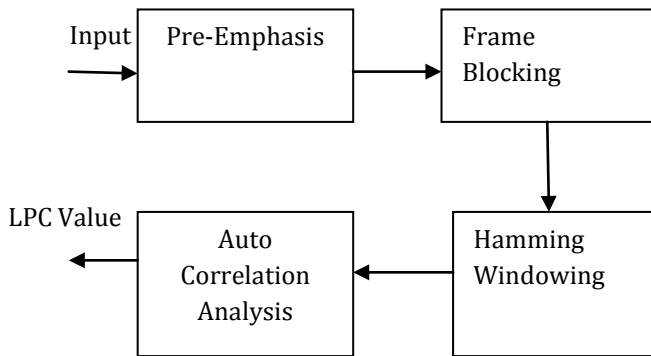 Input
Pre-Emphasis
Frame
Blocking
LPC Value
Auto
Correlation
Analysis
Hamming
Windowing